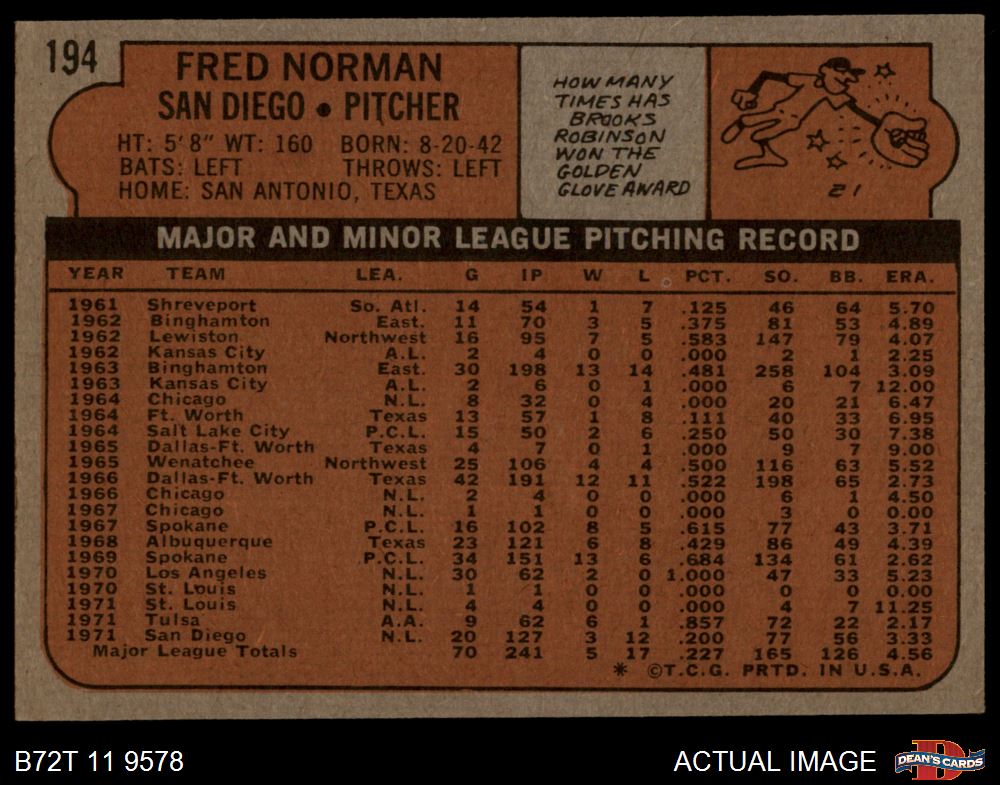 194
FRED NORMAN
SAN DIEGO • PITCHER
HT: 5'8" WT: 160 BORN: 8-20-42
BATS: LEFT THROWS: LEFT
HOME: SAN ANTONIO, TEXAS
HOW MANY
TIMES HAS
BROOKS
ROBINSON
WON THE
GOLDEN
GLOVE AWARD
21
MAJOR AND MINOR LEAGUE PITCHING RECORD
YEAR TEAM LEA. G IP W L PCT. SO. BB. ERA.
1961 Shreveport So. Atl. 14 54 1 7 .125 46 64 5.70
1962 Binghamton East. 11 70 3 5 .375 81 53 4.89
1962 Lewiston Northwest 16 95 7 5 .583 147 79 4.07
1962 Kansas City A.L. 2 4 0 0 .000 2 1 2.25
1963 Binghamton East. 30 198 13 14 .481 258 104 3.09
1963 Kansas City A.L. 2 6 0 1 .000 6 7 12.00
1964 Chicago N.L. 8 32 0 4 .000 20 21 6.47
1964 Ft. Worth Texas 13 57 1 8 .111 40 33 6.95
1964 Salt Lake City P.C.L. 15 50 2 6 .250 50 30 7.38
1965 Dallas-Ft. Worth Texas 4 7 0 1 .000 9 7 9.00
1965 Wenatchee Northwest 25 106 4 4 .500 116 63 5.52
1966 Dallas-Ft. Worth Texas 42 191 12 11 .522 198 65 2.73
1966 Chicago N.L. 2 4 0 0 .000 6 1 4.50
1967 Chicago N.L. 1 1 0 0 .000 3 0 0.00
1967 Spokane P.C.L. 16 102 8 5 .615 77 43 3.71
1968 Albuquerque Texas 23 121 6 8 .429 86 49 4.39
1969 Spokane P.C.L. 34 151 13 6 .684 134 61 2.62
1970 Los Angeles N.L. 30 62 2 0 1.000 47 33 5.23
1970 St. Louis N.L. 1 1 0 0 .000 0 0 0.00
1971 St. Louis N.L. 4 4 0 0 .000 4 7 11.25
1971 Tulsa A.A. 9 62 6 1 .857 72 22 2.17
1971 San Diego N.L. 20 127 3 12 .200 77 56 3.33
Major League Totals 70 241 5 17 .227 165 126 4.56
* ©T.C.G. PRTD. IN U.S.A.
B72T 11 9578
ACTUAL IMAGE
DEAN'S CARDS